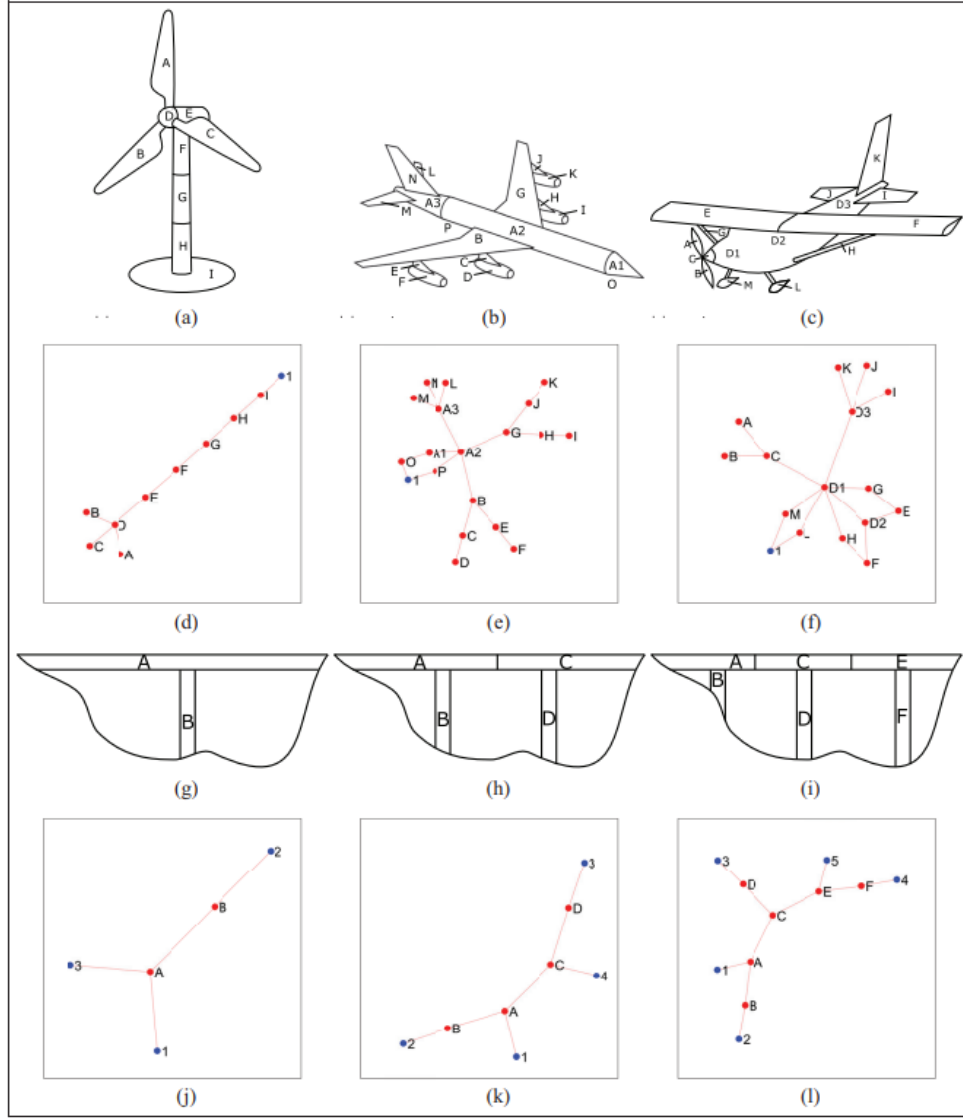 A
D
E
C
B
F
G
H
I
(a)
J
L
K
N
G
H
M
A3
I
P
A2
B
E
C
A1
F
D
O
(b)
K
J
I
D3
E
F
G
A
D2
D1
H
C
B
M
L
(c)
1
I
H
G
F
F
B
D
C
A
(d)
N
L
K
M
A3
J
G
H
I
O
A1
A2
P
1
B
E
C
F
D
(e)
K
J
I
D3
A
B
C
D1
G
M
E
D2
H
1
F
(f)
A
B
(g)
A
C
B
D
(h)
A
C
E
B
D
F
(i)
2
B
3
A
1
(j)
3
D
C
4
A
B
2
1
(k)
3
5
D
E
F
4
C
A
1
B
2
(l)